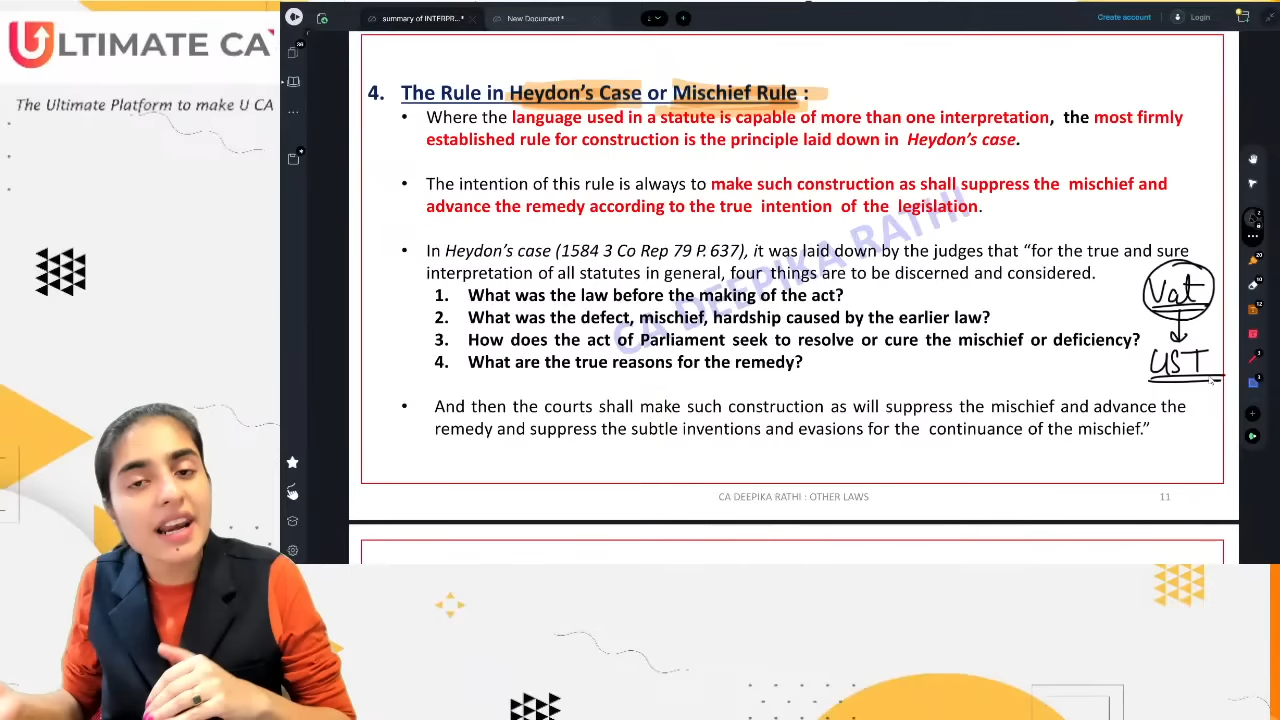 ULTIMATE CA
The Ultimate Platform to make U CA
summary of INTERPR...*
New Document*
2
Create account
Login
4. The Rule in Heydon's Case or Mischief Rule :
• Where the language used in a statute is capable of more than one interpretation, the most firmly
established rule for construction is the principle laid down in Heydon's case.
• The intention of this rule is always to make such construction as shall suppress the mischief and
advance the remedy according to the true intention of the legislation.
• In Heydon's case (1584 3 Co Rep 79 P. 637), it was laid down by the judges that "for the true and sure
interpretation of all statutes in general, four things are to be discerned and considered.
1. What was the law before the making of the act?
2. What was the defect, mischief, hardship caused by the earlier law?
3. How does the act of Parliament seek to resolve or cure the mischief or deficiency?
4. What are the true reasons for the remedy?
Vat
GST
• And then the courts shall make such construction as will suppress the mischief and advance the
remedy and suppress the subtle inventions and evasions for the continuance of the mischief."
CA DEEPIKA RATHI
CA DEEPIKA RATHI : OTHER LAWS
11